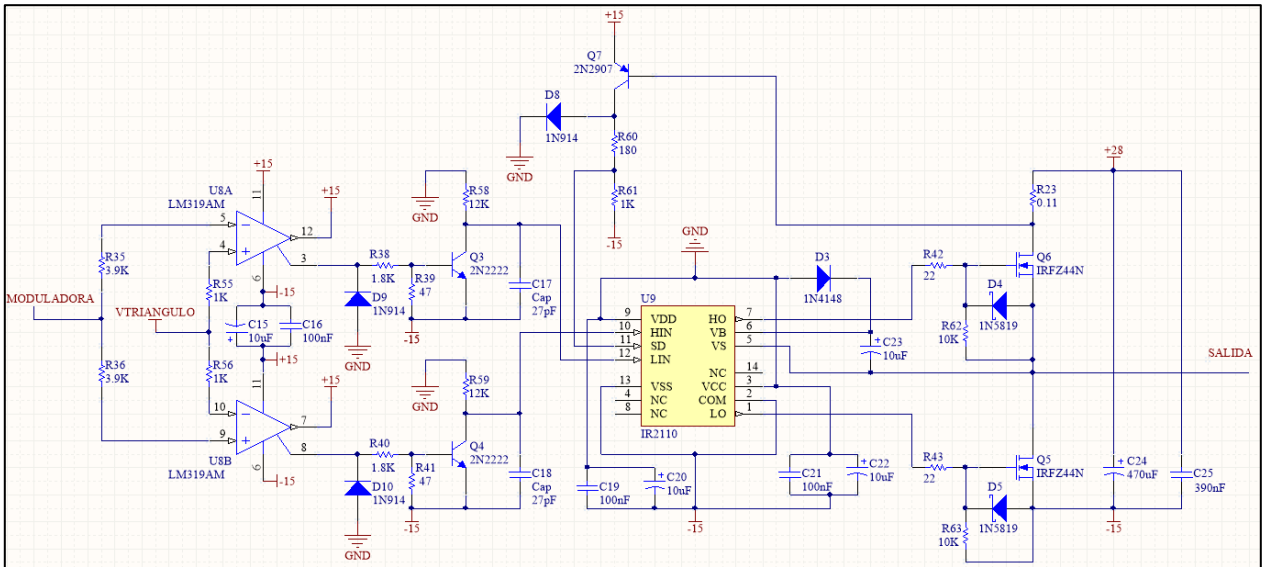 +15
Q7
2N2907
D8
1N914
GND
R60
180
R61
1K
-15
+15
U8A
LM319AM
11
+15
5
4
12
3
6
-15
R35
3.9K
R55
1K
MODULADORA
VTRIANGULO
C15
10uF
C16
100nF
+15
R36
3.9K
R56
1K
11
+15
10
9
7
8
U8B
LM319AM
6
-15
GND
R58
12K
R38
1.8K
R39
47
D9
1N914
GND
-15
Q3
2N2222
C17
Cap
27pF
GND
R59
12K
R40
1.8K
R41
47
D10
1N914
GND
-15
Q4
2N2222
C18
Cap
27pF
GND
D3
1N4148
U9
9 VDD HO 7
10 HIN VB 6
11 SD VS 5
12 LIN
NC 14
13 VSS VCC 3
4 NC COM 2
8 NC LO 1
IR2110
C19
100nF
C20
10uF
-15
C21
100nF
C22
10uF
C23
10uF
+28
R23
0.11
R42
22
Q6
IRFZ44N
D4
1N5819
R62
10K
SALIDA
R43
22
Q5
IRFZ44N
D5
1N5819
R63
10K
C24
470uF
C25
390nF
-15